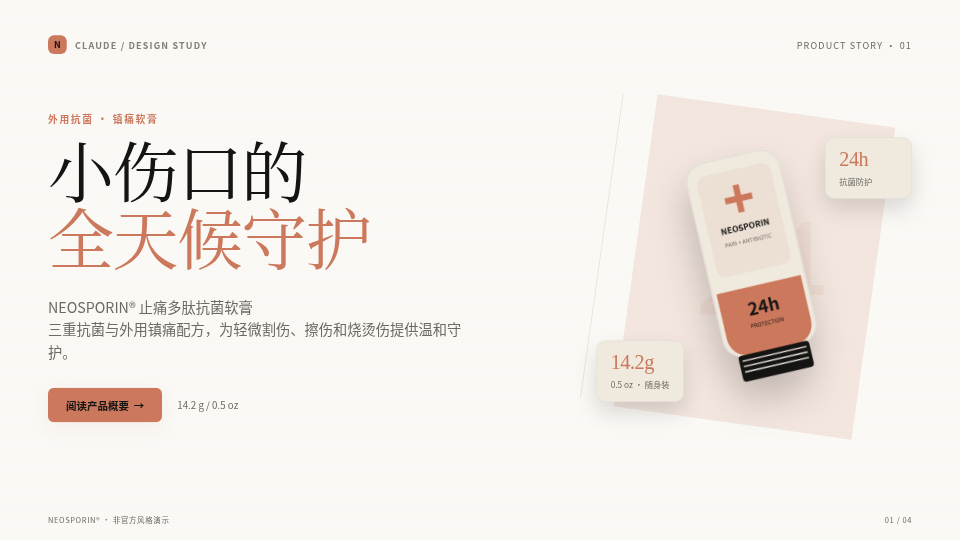 N
CLAUDE / DESIGN STUDY
PRODUCT STORY • 01
外用抗菌 · 镇痛软膏
小伤口的
全天候守护
NEOSPORIN® 止痛多肽抗菌软膏
三重抗菌与外用镇痛配方，为轻微割伤、擦伤和烧烫伤提供温和守
护。
阅读产品概要 →
14.2 g / 0.5 oz
24h
抗菌防护
NEOSPORIN
PAIN + ANTIBIOTIC
24h
PROTECTION
14.2g
0.5 oz · 随身装
NEOSPORIN® · 非官方风格演示
01 / 04